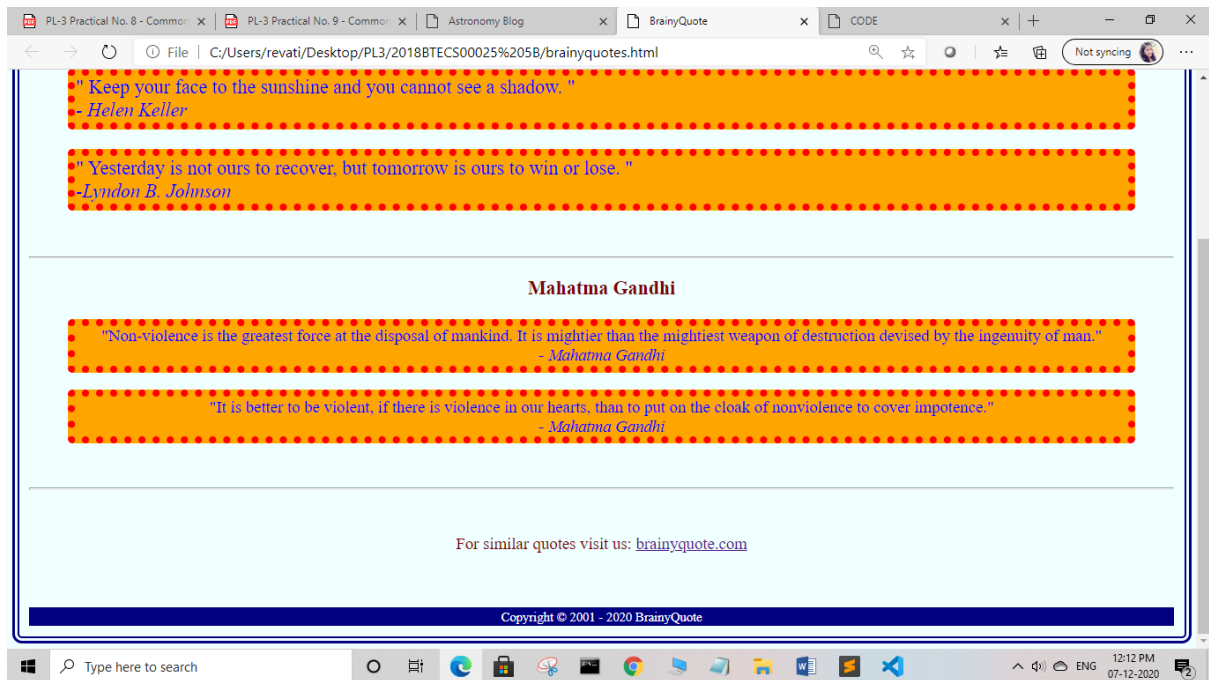 PL-3 Practical No. 8 - Common
PL-3 Practical No. 9 - Common
Astronomy Blog
BrainyQuote
CODE
File
C:/Users/revati/Desktop/PL3/2018BTECS00025%205B/brainyquotes.html
Not syncing
" Keep your face to the sunshine and you cannot see a shadow. "
- Helen Keller
" Yesterday is not ours to recover, but tomorrow is ours to win or lose. "
-Lyndon B. Johnson
Mahatma Gandhi
"Non-violence is the greatest force at the disposal of mankind. It is mightier than the mightiest weapon of destruction devised by the ingenuity of man."
- Mahatma Gandhi
"It is better to be violent, if there is violence in our hearts, than to put on the cloak of nonviolence to cover impotence."
- Mahatma Gandhi
For similar quotes visit us: brainyquote.com
Copyright © 2001 - 2020 BrainyQuote
Type here to search
ENG
12:12 PM
07-12-2020
2